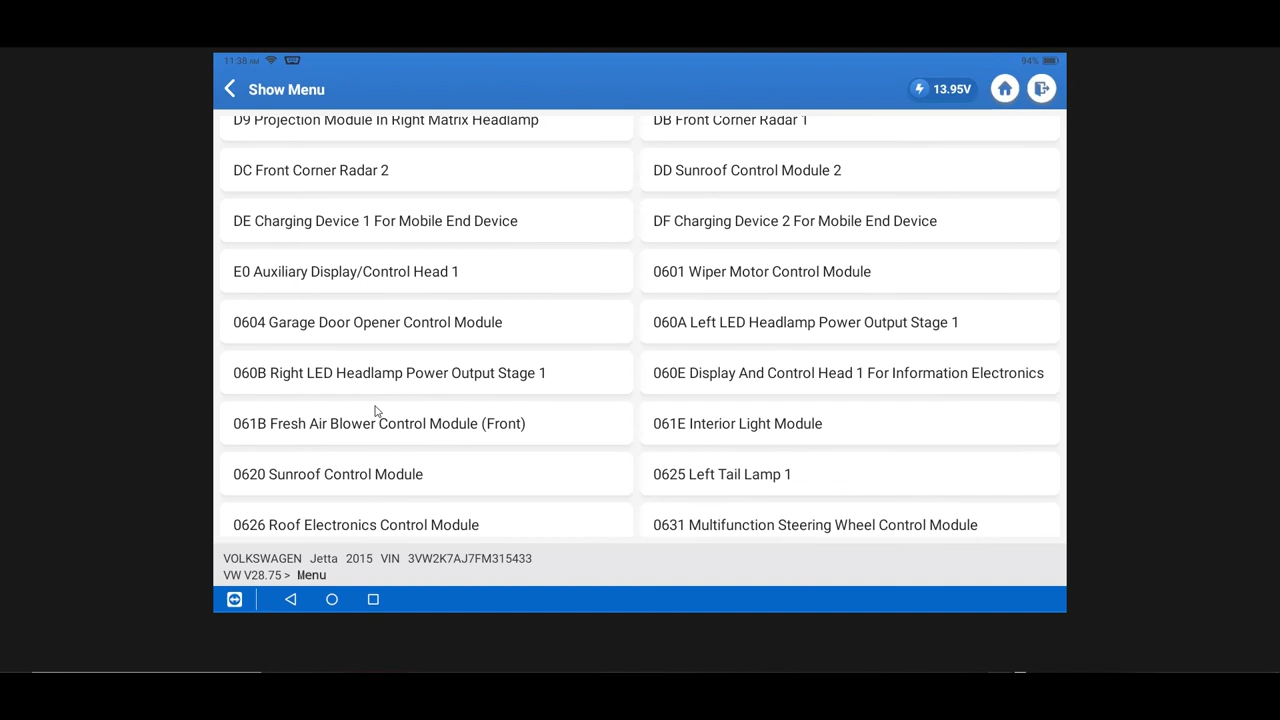 11:38 AM 94%
Show Menu 13.95V
D9 Projection Module In Right Matrix Headlamp DB Front Corner Radar 1
DC Front Corner Radar 2 DD Sunroof Control Module 2
DE Charging Device 1 For Mobile End Device DF Charging Device 2 For Mobile End Device
E0 Auxiliary Display/Control Head 1 0601 Wiper Motor Control Module
0604 Garage Door Opener Control Module 060A Left LED Headlamp Power Output Stage 1
060B Right LED Headlamp Power Output Stage 1 060E Display And Control Head 1 For Information Electronics
061B Fresh Air Blower Control Module (Front) 061E Interior Light Module
0620 Sunroof Control Module 0625 Left Tail Lamp 1
0626 Roof Electronics Control Module 0631 Multifunction Steering Wheel Control Module
VOLKSWAGEN Jetta 2015 VIN 3VW2K7AJ7FM315433
VW V28.75 > Menu